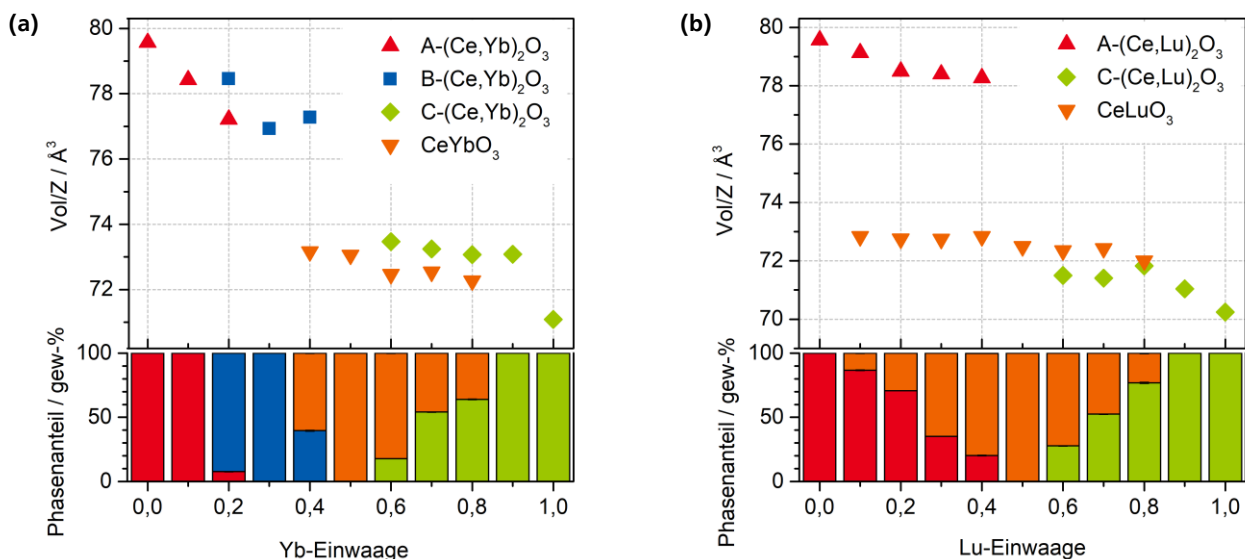 (a)
80
78
76
74
72
Vol/Z / Å³
A-(Ce,Yb)₂O₃
B-(Ce,Yb)₂O₃
C-(Ce,Yb)₂O₃
CeYbO₃
100
50
0
Phasenanteil / gew-%
0,0 0,2 0,4 0,6 0,8 1,0
Yb-Einwaage
(b)
80
78
76
74
72
70
Vol/Z / Å³
A-(Ce,Lu)₂O₃
C-(Ce,Lu)₂O₃
CeLuO₃
100
50
0
Phasenanteil / gew-%
0,0 0,2 0,4 0,6 0,8 1,0
Lu-Einwaage